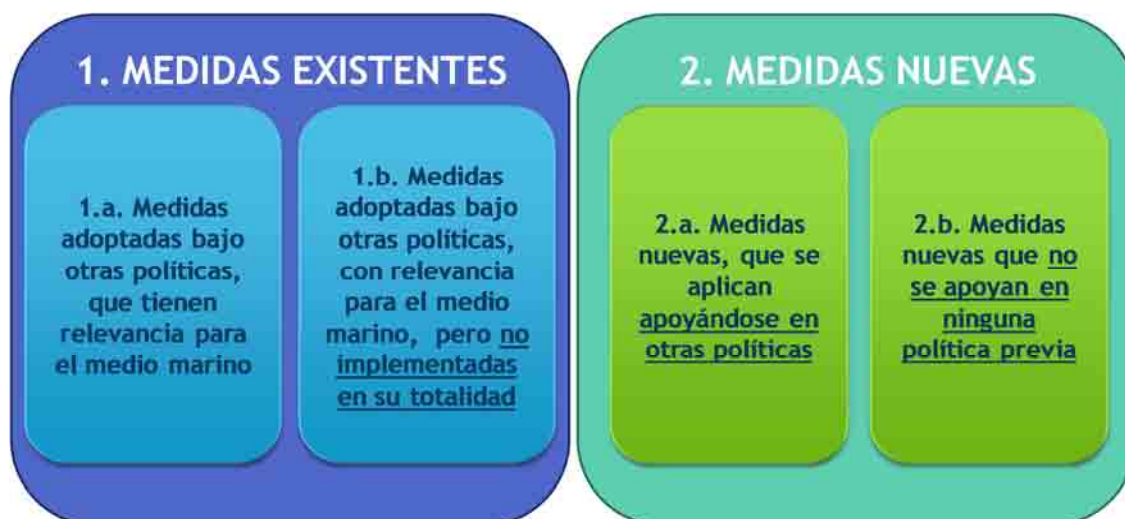 1. MEDIDAS EXISTENTES
1.a. Medidas
adoptadas bajo
otras políticas,
que tienen
relevancia para
el medio marino
1.b. Medidas
adoptadas bajo
otras políticas,
con relevancia
para el medio
marino, pero no
implementadas
en su totalidad
2. MEDIDAS NUEVAS
2.a. Medidas
nuevas, que se
aplican
apoyándose en
otras políticas
2.b. Medidas
nuevas que no
se apoyan en
ninguna
política previa